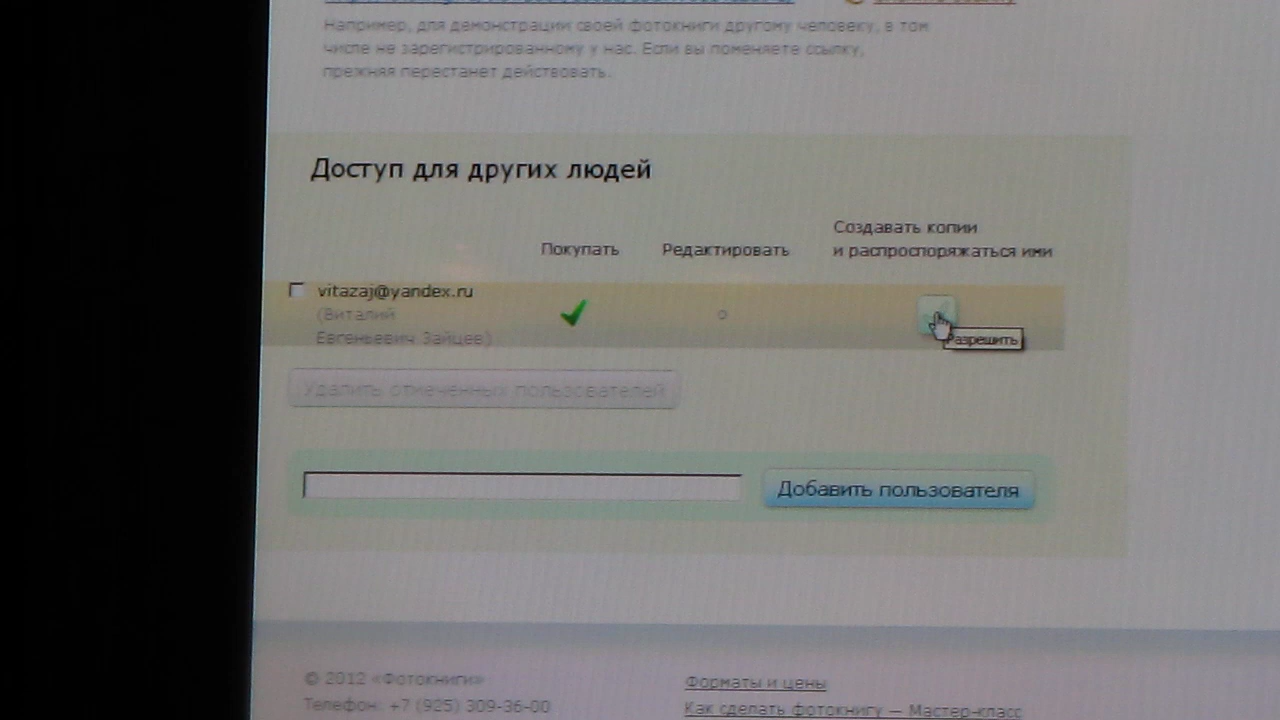 Например, для демонстрации своей фотокниги другому человеку, в том
числе не зарегистрированному у нас. Если вы поменяете ссылку,
прежняя перестанет действовать.
Доступ для других людей
Покупать
Редактировать
Создавать копии
и распроспоряжаться ими
vitazaj@yandex.ru
(Виталий
Евгеньевич Зайцев)
Разрешить
Удалить отмеченных пользователей
Добавить пользователя
© 2012 «Фотокниги»
Форматы и цены
Телефон: +7 (925) 309-36-00
Как сделать фотокнигу — Мастер-класс